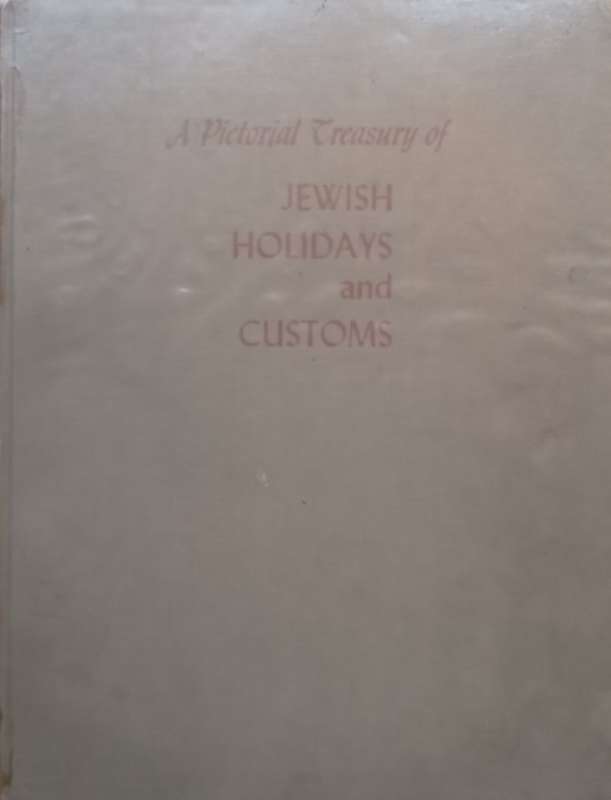 A Pictorial Treasury of
JEWISH
HOLIDAYS
and
CUSTOMS